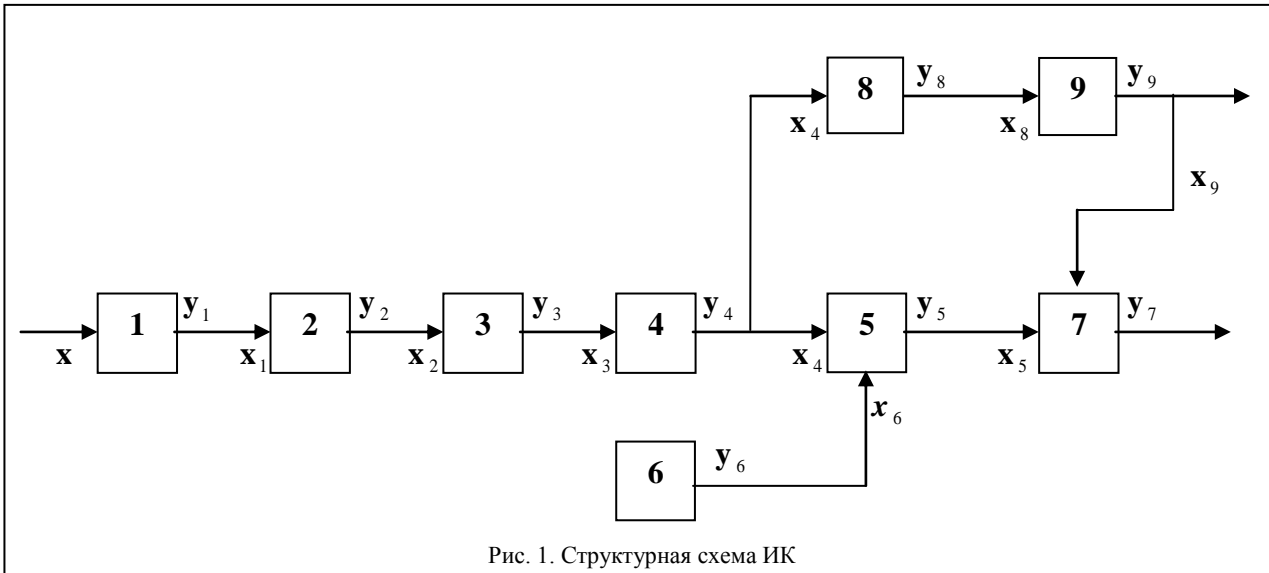 8 y₈ 9 y₉
x₄ x₈
x₉
1 y₁ 2 y₂ 3 y₃ 4 y₄ 5 y₅ 7 y₇
x x₁ x₂ x₃ x₄ x₅
x₆
6 y₆
Рис. 1. Структурная схема ИК